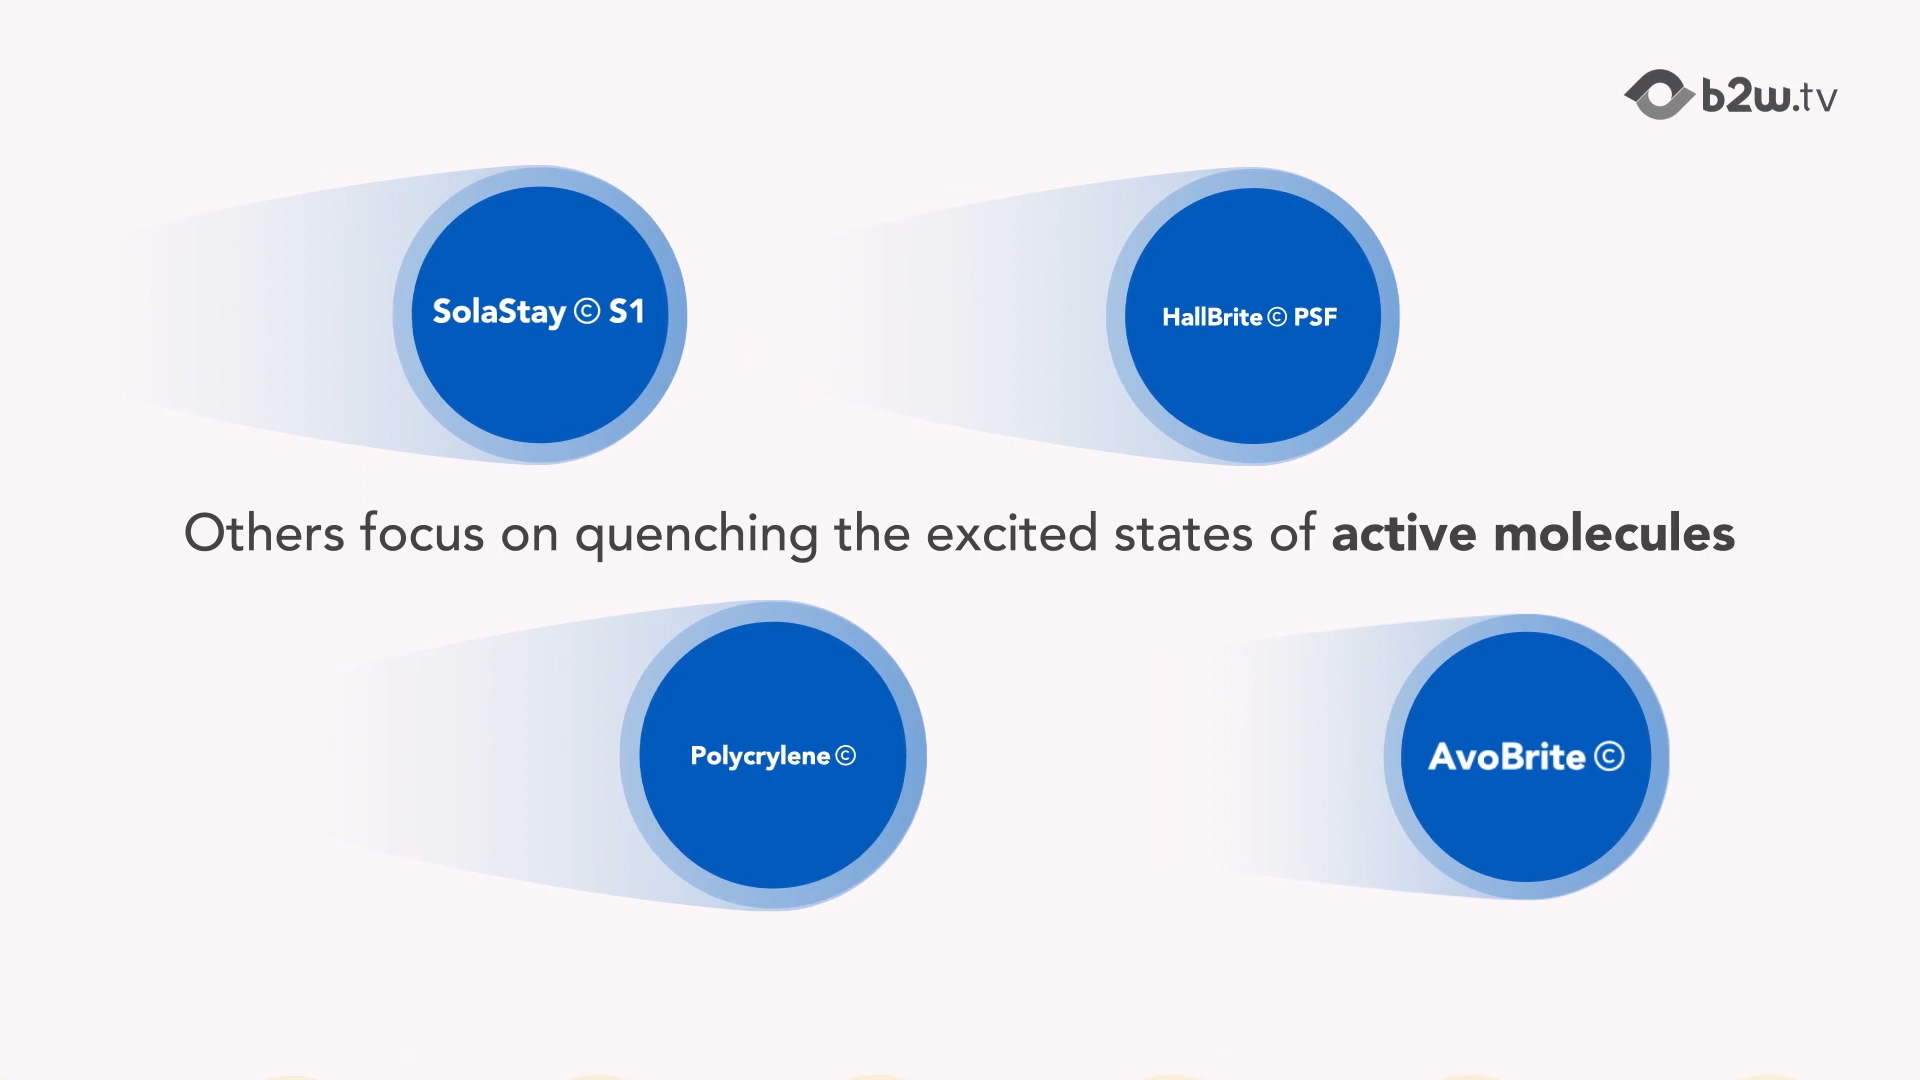 b2w.tv
SolaStay © S1
HallBrite © PSF
Others focus on quenching the excited states of active molecules
Polycrylene ©
AvoBrite ©